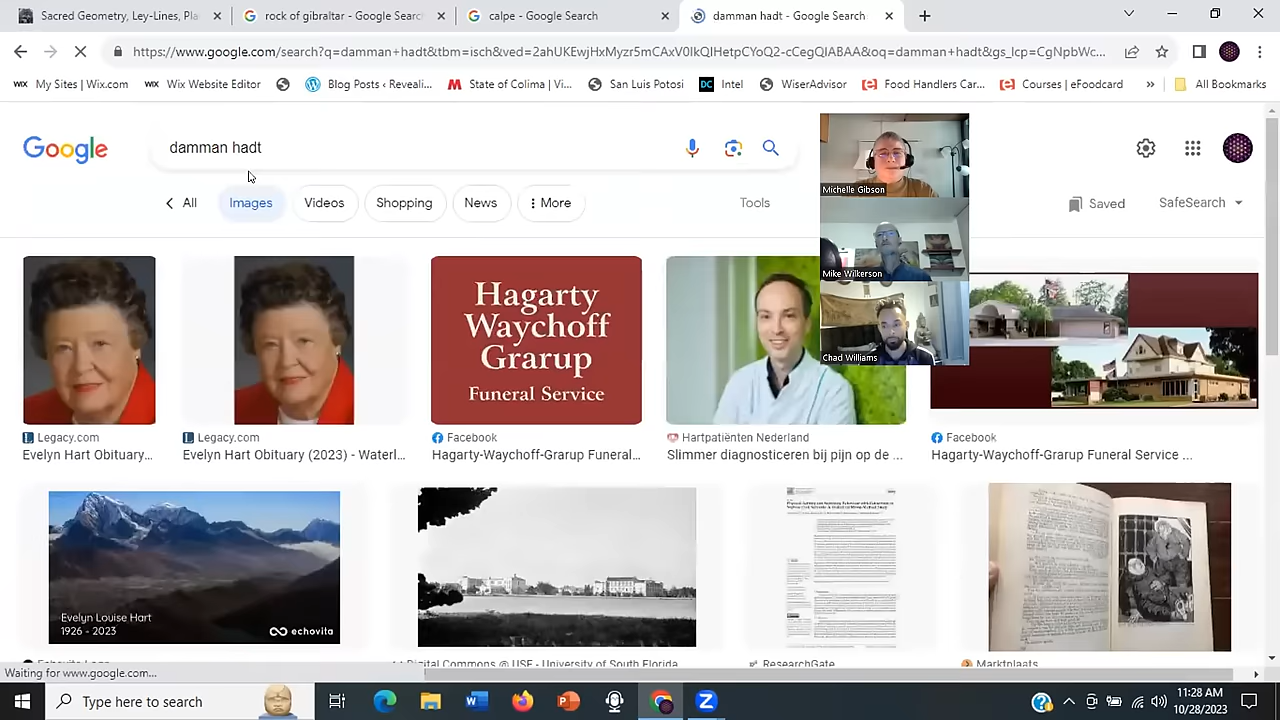 Sacred Geometry, Ley-Lines, Pla
rock of gibraltar - Google Searc
calpe - Google Search
damman hadt - Google Search
https://www.google.com/search?q=damman+hadt&tbm=isch&ved=2ahUKEwjHxMyzr5mCAxV0IkQIHetpCYoQ2-cCegQIABAA&oq=damman+hadt&gs_lcp=CgNpbWc...
WiX My Sites | Wix.com
WiX Wix Website Editor
Blog Posts ‹ Reveali...
State of Colima | Vi...
San Luis Potosi
DC Intel
WiserAdvisor
Food Handlers Car...
Courses | eFoodcard
»
All Bookmarks
Google
damman hadt
All
Images
Videos
Shopping
News
More
Tools
Saved
SafeSearch
Michelle Gibson
Mike Wilkerson
Chad Williams
Hagarty
Waychoff
Grarup
Funeral Service
Legacy.com
Evelyn Hart Obituary...
Legacy.com
Evelyn Hart Obituary (2023) - Waterl...
Facebook
Hagarty-Waychoff-Grarup Funeral...
Hartpatiënten Nederland
Slimmer diagnosticeren bij pijn op de ...
Facebook
Hagarty-Waychoff-Grarup Funeral Service ...
echovita
Digital Commons @ USF - University of South Florida
ResearchGate
Marktplaats
Waiting for www.google.com...
Type here to search
11:28 AM
10/28/2023